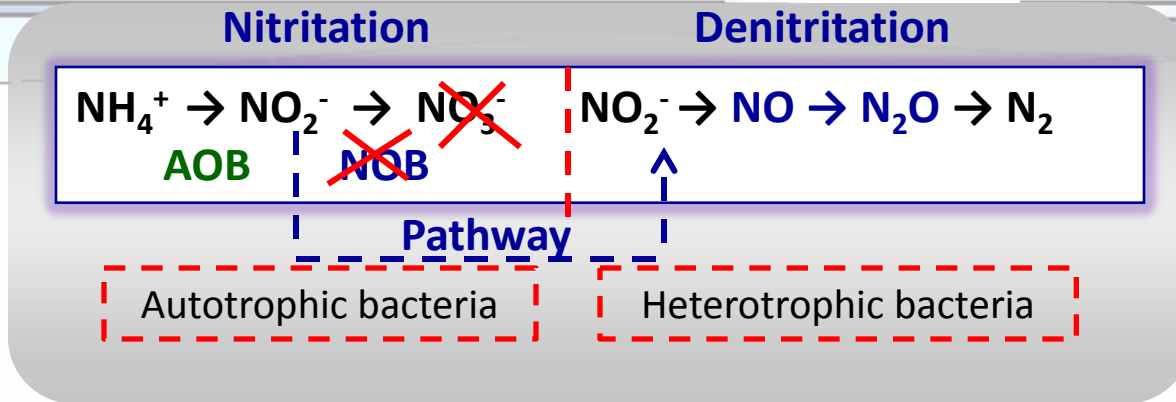 Nitritation Denitritation
NH₄⁺ → NO₂⁻ → NO₃⁻ NO₂⁻ → NO → N₂O → N₂
AOB NOB
Pathway
Autotrophic bacteria Heterotrophic bacteria